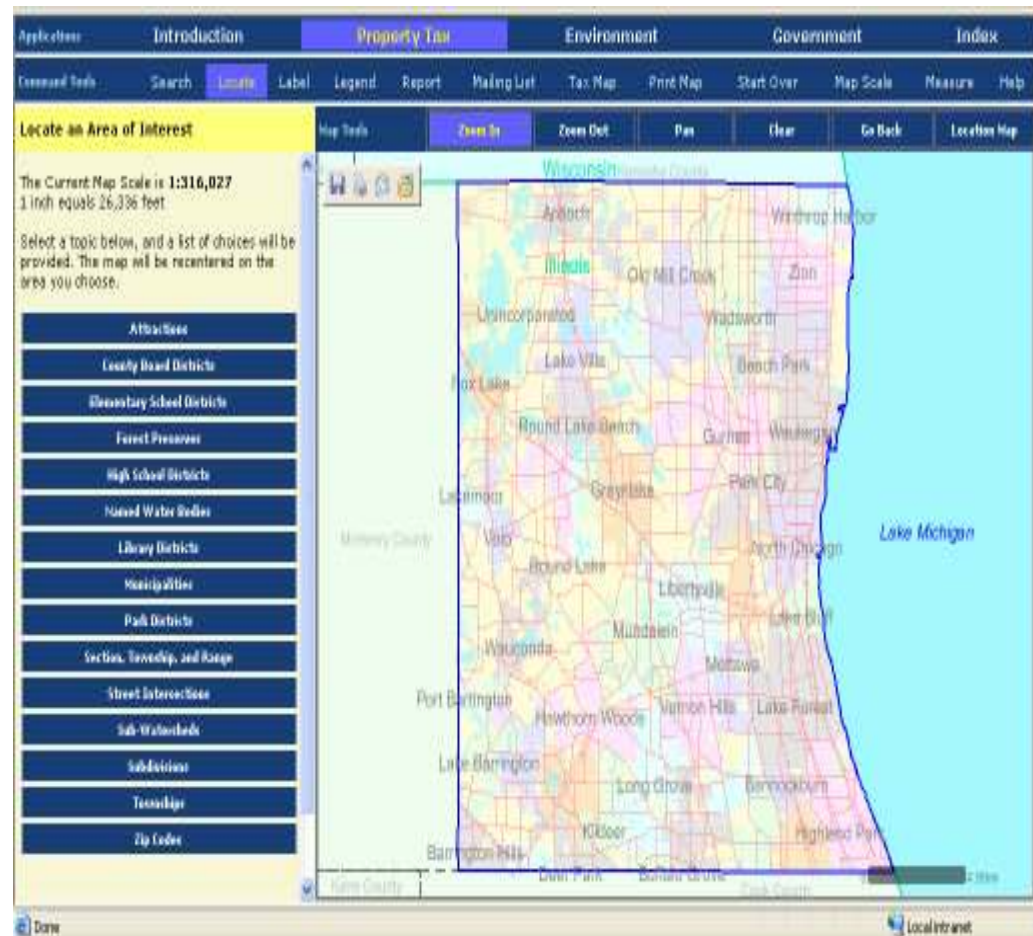 Applications Introduction Property Tax Environment Government Index
Command Tools Search Locate Label Legend Report Mailing List Tax Map Print Map Start Over Map Scale Measure Help
Locate an Area of Interest
Map Tools Zoom In Zoom Out Pan Clear Go Back Location Map
The Current Map Scale is 1:316,027
1 inch equals 26,336 feet
Select a topic below, and a list of choices will be
provided. The map will be recentered on the
area you choose.
Attractions
County Board Districts
Elementary School Districts
Forest Preserves
High School Districts
Named Water Bodies
Library Districts
Municipalities
Park Districts
Section, Township, and Range
Street Intersections
Sub-Watersheds
Subdivisions
Townships
Zip Codes
Wisconsin Kenosha County
Antioch
Winthrop Harbor
Illinois
Old Mill Creek
Zion
Unincorporated
Wadsworth
Lake Villa
Beach Park
Fox Lake
Round Lake Beach
Gurnee
Waukegan
Park City
Lakemoor
Grayslake
Lake Michigan
McHenry County
Volo
North Chicago
Round Lake
Libertyville
Lake Bluff
Mundelein
Wauconda
Mettawa
Port Barrington
Hawthorn Woods
Vernon Hills
Lake Forest
Lake Barrington
Long Grove
Bannockburn
Kildeer
Highland Park
Barrington Hills
Deer Park
Buffalo Grove
Kane County
Cook County
Done
Local intranet